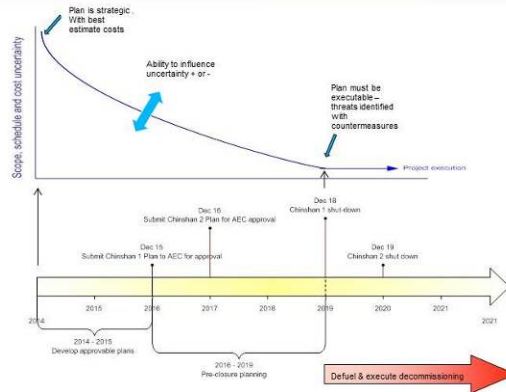 Plan is strategic .
With best
estimate costs
Ability to influence
uncertainty + or -
Plan must be
executable –
threats identified
with
countermeasures
Scope, schedule and cost uncertainty
Project execution
Dec 18
Chinshan 1 shut-down
Dec 16
Submit Chinshan 2 Plan for AEC approval
Dec 15
Submit Chinshan 1 Plan to AEC for approval
Dec 19
Chinshan 2 shut down
2014 2015 2016 2017 2018 2019 2020 2021 2021
2014 - 2015
Develop approvable plans
2016 - 2019
Pre-closure planning
Defuel & execute decommissioning